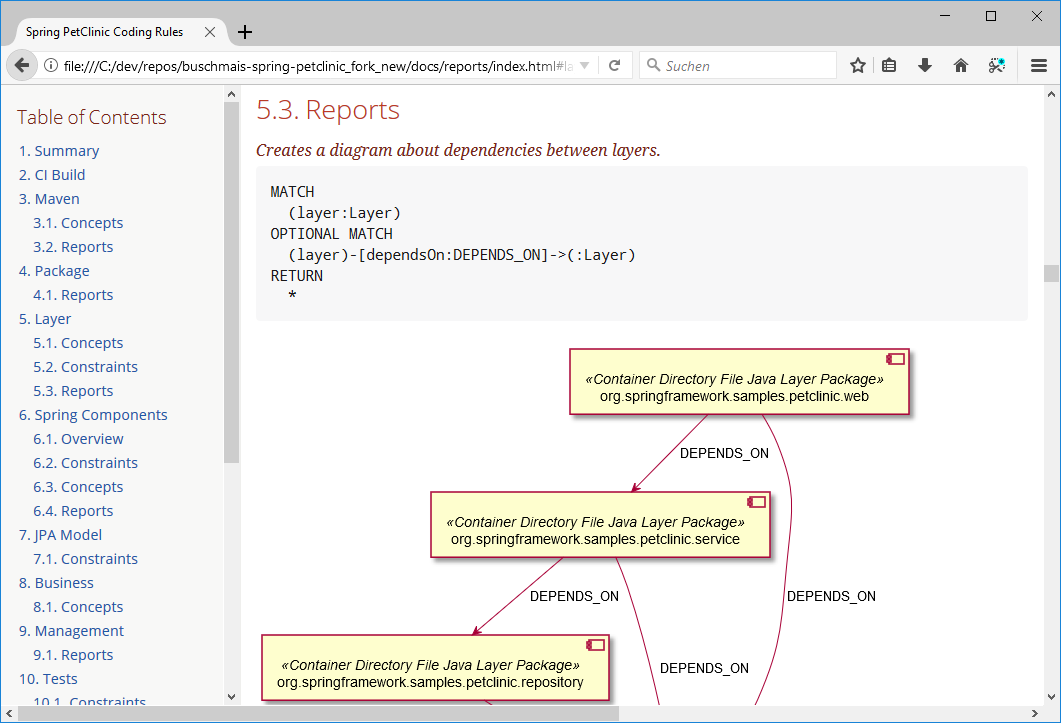 Spring PetClinic Coding Rules
file:///C:/dev/repos/buschmais-spring-petclinic_fork_new/docs/reports/index.html#la
Suchen
Table of Contents
1. Summary
2. CI Build
3. Maven
3.1. Concepts
3.2. Reports
4. Package
4.1. Reports
5. Layer
5.1. Concepts
5.2. Constraints
5.3. Reports
6. Spring Components
6.1. Overview
6.2. Constraints
6.3. Concepts
6.4. Reports
7. JPA Model
7.1. Constraints
8. Business
8.1. Concepts
9. Management
9.1. Reports
10. Tests
10.1. Constraints
5.3. Reports
Creates a diagram about dependencies between layers.
MATCH
(layer:Layer)
OPTIONAL MATCH
(layer)-[dependsOn:DEPENDS_ON]->(:Layer)
RETURN
*
«Container Directory File Java Layer Package»
org.springframework.samples.petclinic.web
DEPENDS_ON
«Container Directory File Java Layer Package»
org.springframework.samples.petclinic.service
DEPENDS_ON
DEPENDS_ON
«Container Directory File Java Layer Package»
org.springframework.samples.petclinic.repository
DEPENDS_ON